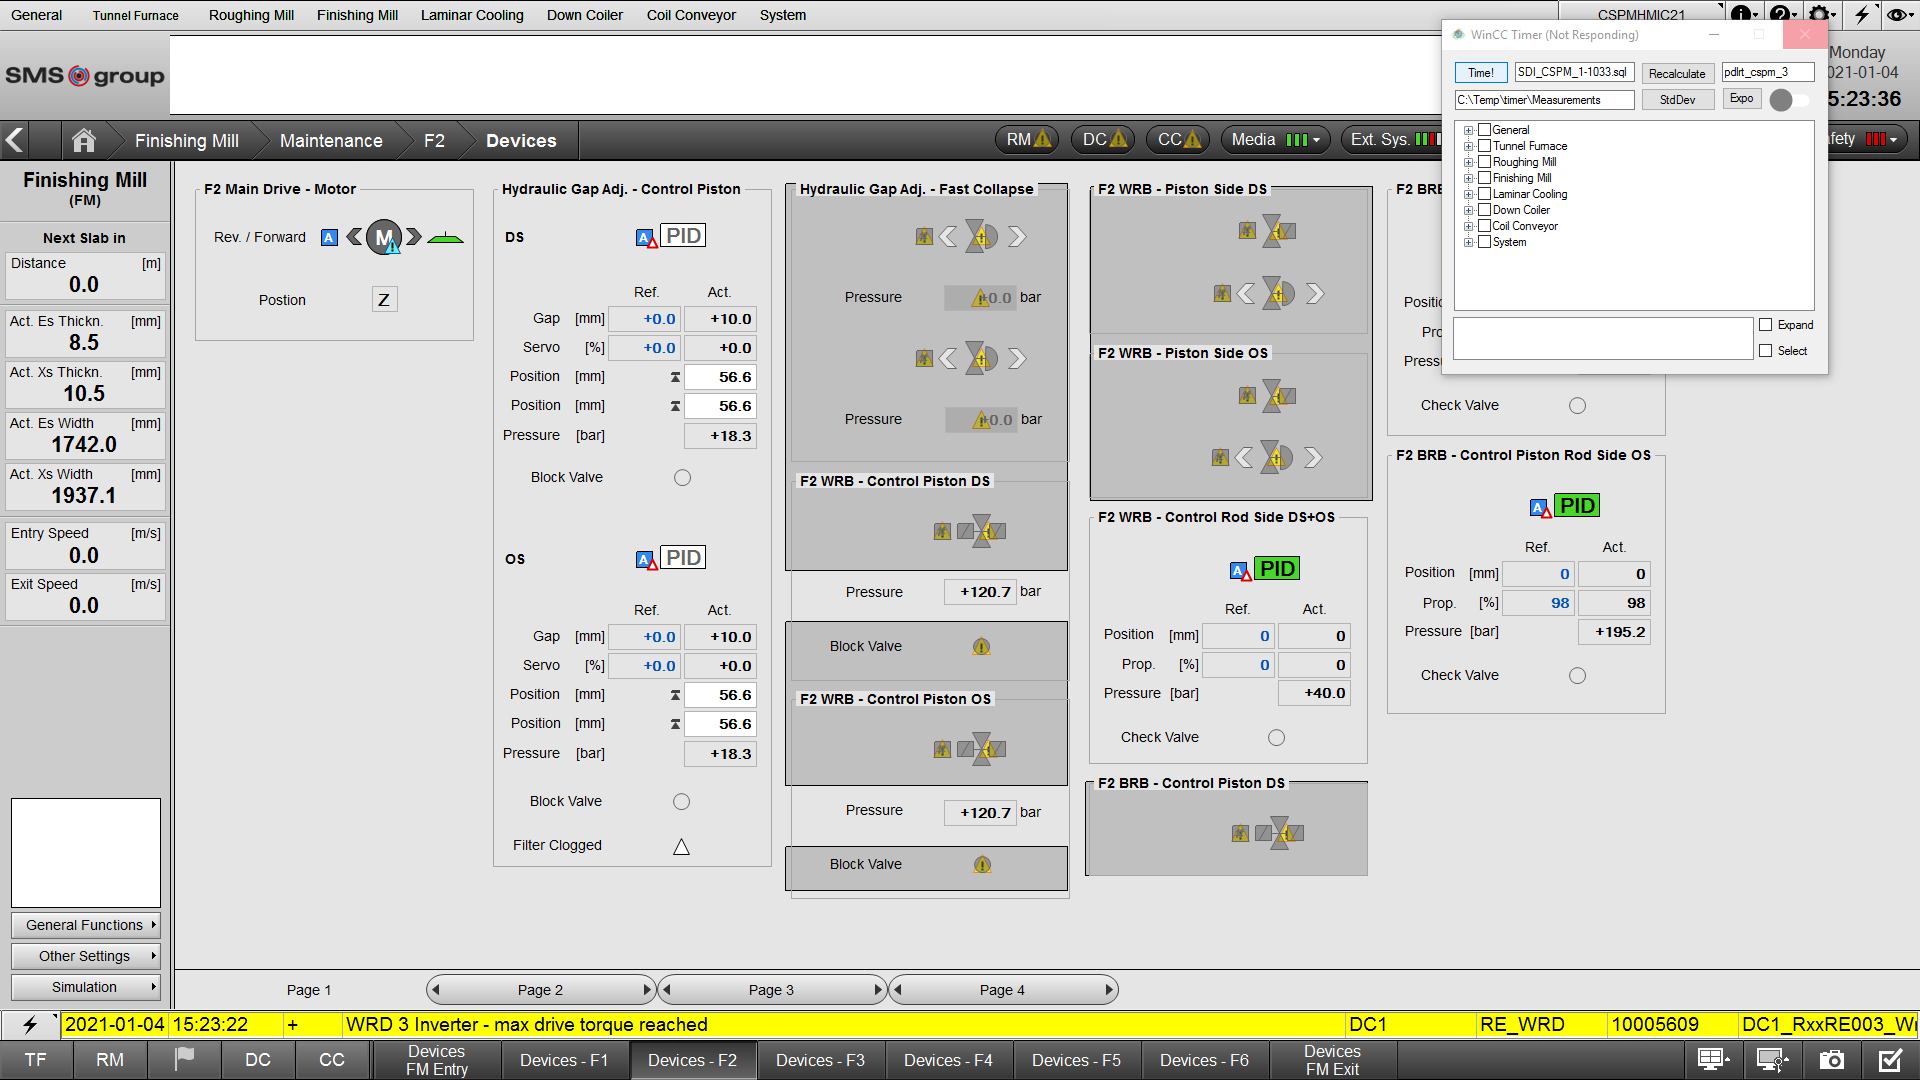 General Tunnel Furnace Roughing Mill Finishing Mill Laminar Cooling Down Coiler Coil Conveyor System CSPMHMIC21
SMS group
Monday
2021-01-04
5:23:36
WinCC Timer (Not Responding)
Time! SDI_CSPM_1-1033.sql Recalculate pdlrt_cspm_3
C:\Temp\timer\Measurements StdDev Expo
General
Tunnel Furnace
Roughing Mill
Finishing Mill
Laminar Cooling
Down Coiler
Coil Conveyor
System
Expand
Select
Finishing Mill Maintenance F2 Devices RM DC CC Media Ext. Sys. fety
Finishing Mill
(FM)
Next Slab in
Distance [m]
0.0
Act. Es Thickn. [mm]
8.5
Act. Xs Thickn. [mm]
10.5
Act. Es Width [mm]
1742.0
Act. Xs Width [mm]
1937.1
Entry Speed [m/s]
0.0
Exit Speed [m/s]
0.0
General Functions
Other Settings
Simulation
F2 Main Drive - Motor
Rev. / Forward A M
Postion Z
Hydraulic Gap Adj. - Control Piston
DS A PID
Ref. Act.
Gap [mm] +0.0 +10.0
Servo [%] +0.0 +0.0
Position [mm] 56.6
Position [mm] 56.6
Pressure [bar] +18.3
Block Valve
OS A PID
Ref. Act.
Gap [mm] +0.0 +10.0
Servo [%] +0.0 +0.0
Position [mm] 56.6
Position [mm] 56.6
Pressure [bar] +18.3
Block Valve
Filter Clogged
Hydraulic Gap Adj. - Fast Collapse
Pressure +0.0 bar
Pressure +0.0 bar
F2 WRB - Control Piston DS
Pressure +120.7 bar
Block Valve
F2 WRB - Control Piston OS
Pressure +120.7 bar
Block Valve
F2 WRB - Piston Side DS
F2 WRB - Piston Side OS
F2 WRB - Control Rod Side DS+OS
A PID
Ref. Act.
Position [mm] 0 0
Prop. [%] 0 0
Pressure [bar] +40.0
Check Valve
F2 BRB - Control Piston DS
F2 BRB
Positio
Pro
Pressu
Check Valve
F2 BRB - Control Piston Rod Side OS
A PID
Ref. Act.
Position [mm] 0 0
Prop. [%] 98 98
Pressure [bar] +195.2
Check Valve
Page 1 Page 2 Page 3 Page 4
2021-01-04 15:23:22 + WRD 3 Inverter - max drive torque reached DC1 RE_WRD 10005609 DC1_RxxRE003_Wr
TF RM DC CC Devices FM Entry Devices - F1 Devices - F2 Devices - F3 Devices - F4 Devices - F5 Devices - F6 Devices FM Exit